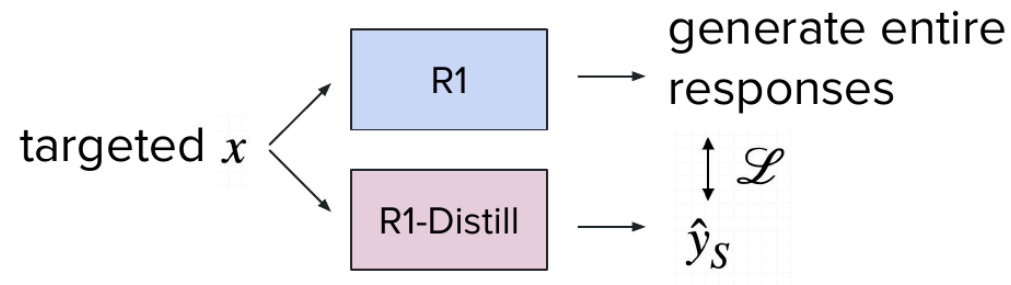 generate entire
responses
R1
targeted x
ℒ
R1-Distill
ŷ_S